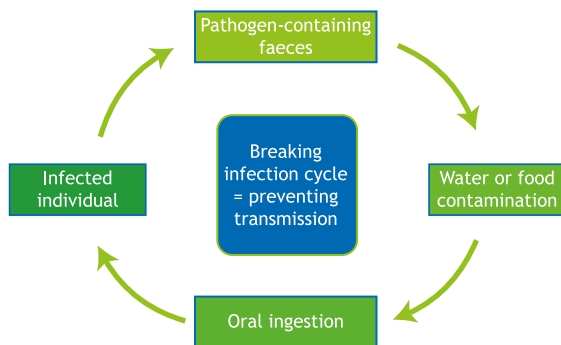 Pathogen-containing
faeces
Breaking
infection cycle
= preventing
transmission
Infected
individual
Water or food
contamination
Oral ingestion